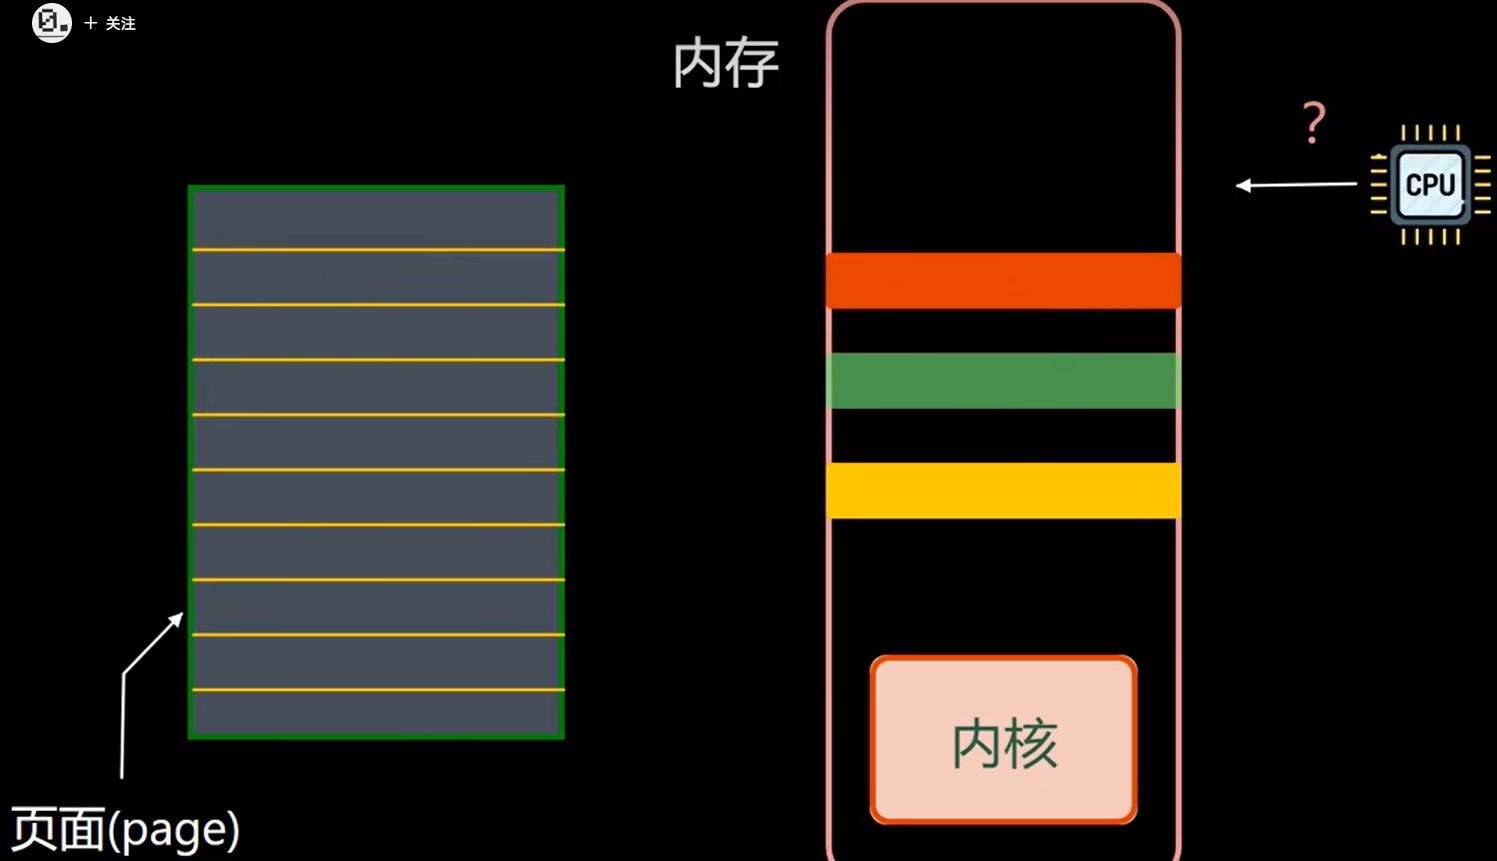 + 关注
内存
?
CPU
内核
页面(page)